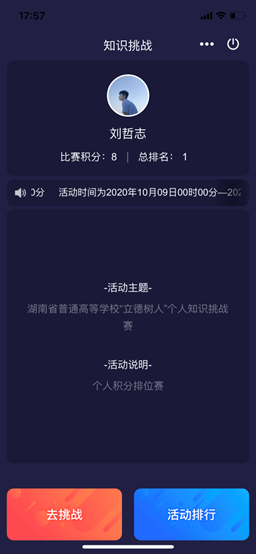 17:57
知识挑战
刘哲志
比赛积分：8 | 总排名： 1
0分 活动时间为2020年10月09日00时00分—202
-活动主题-
湖南省普通高等学校“立德树人”个人知识挑战
赛
-活动说明-
个人积分排位赛
去挑战 活动排行